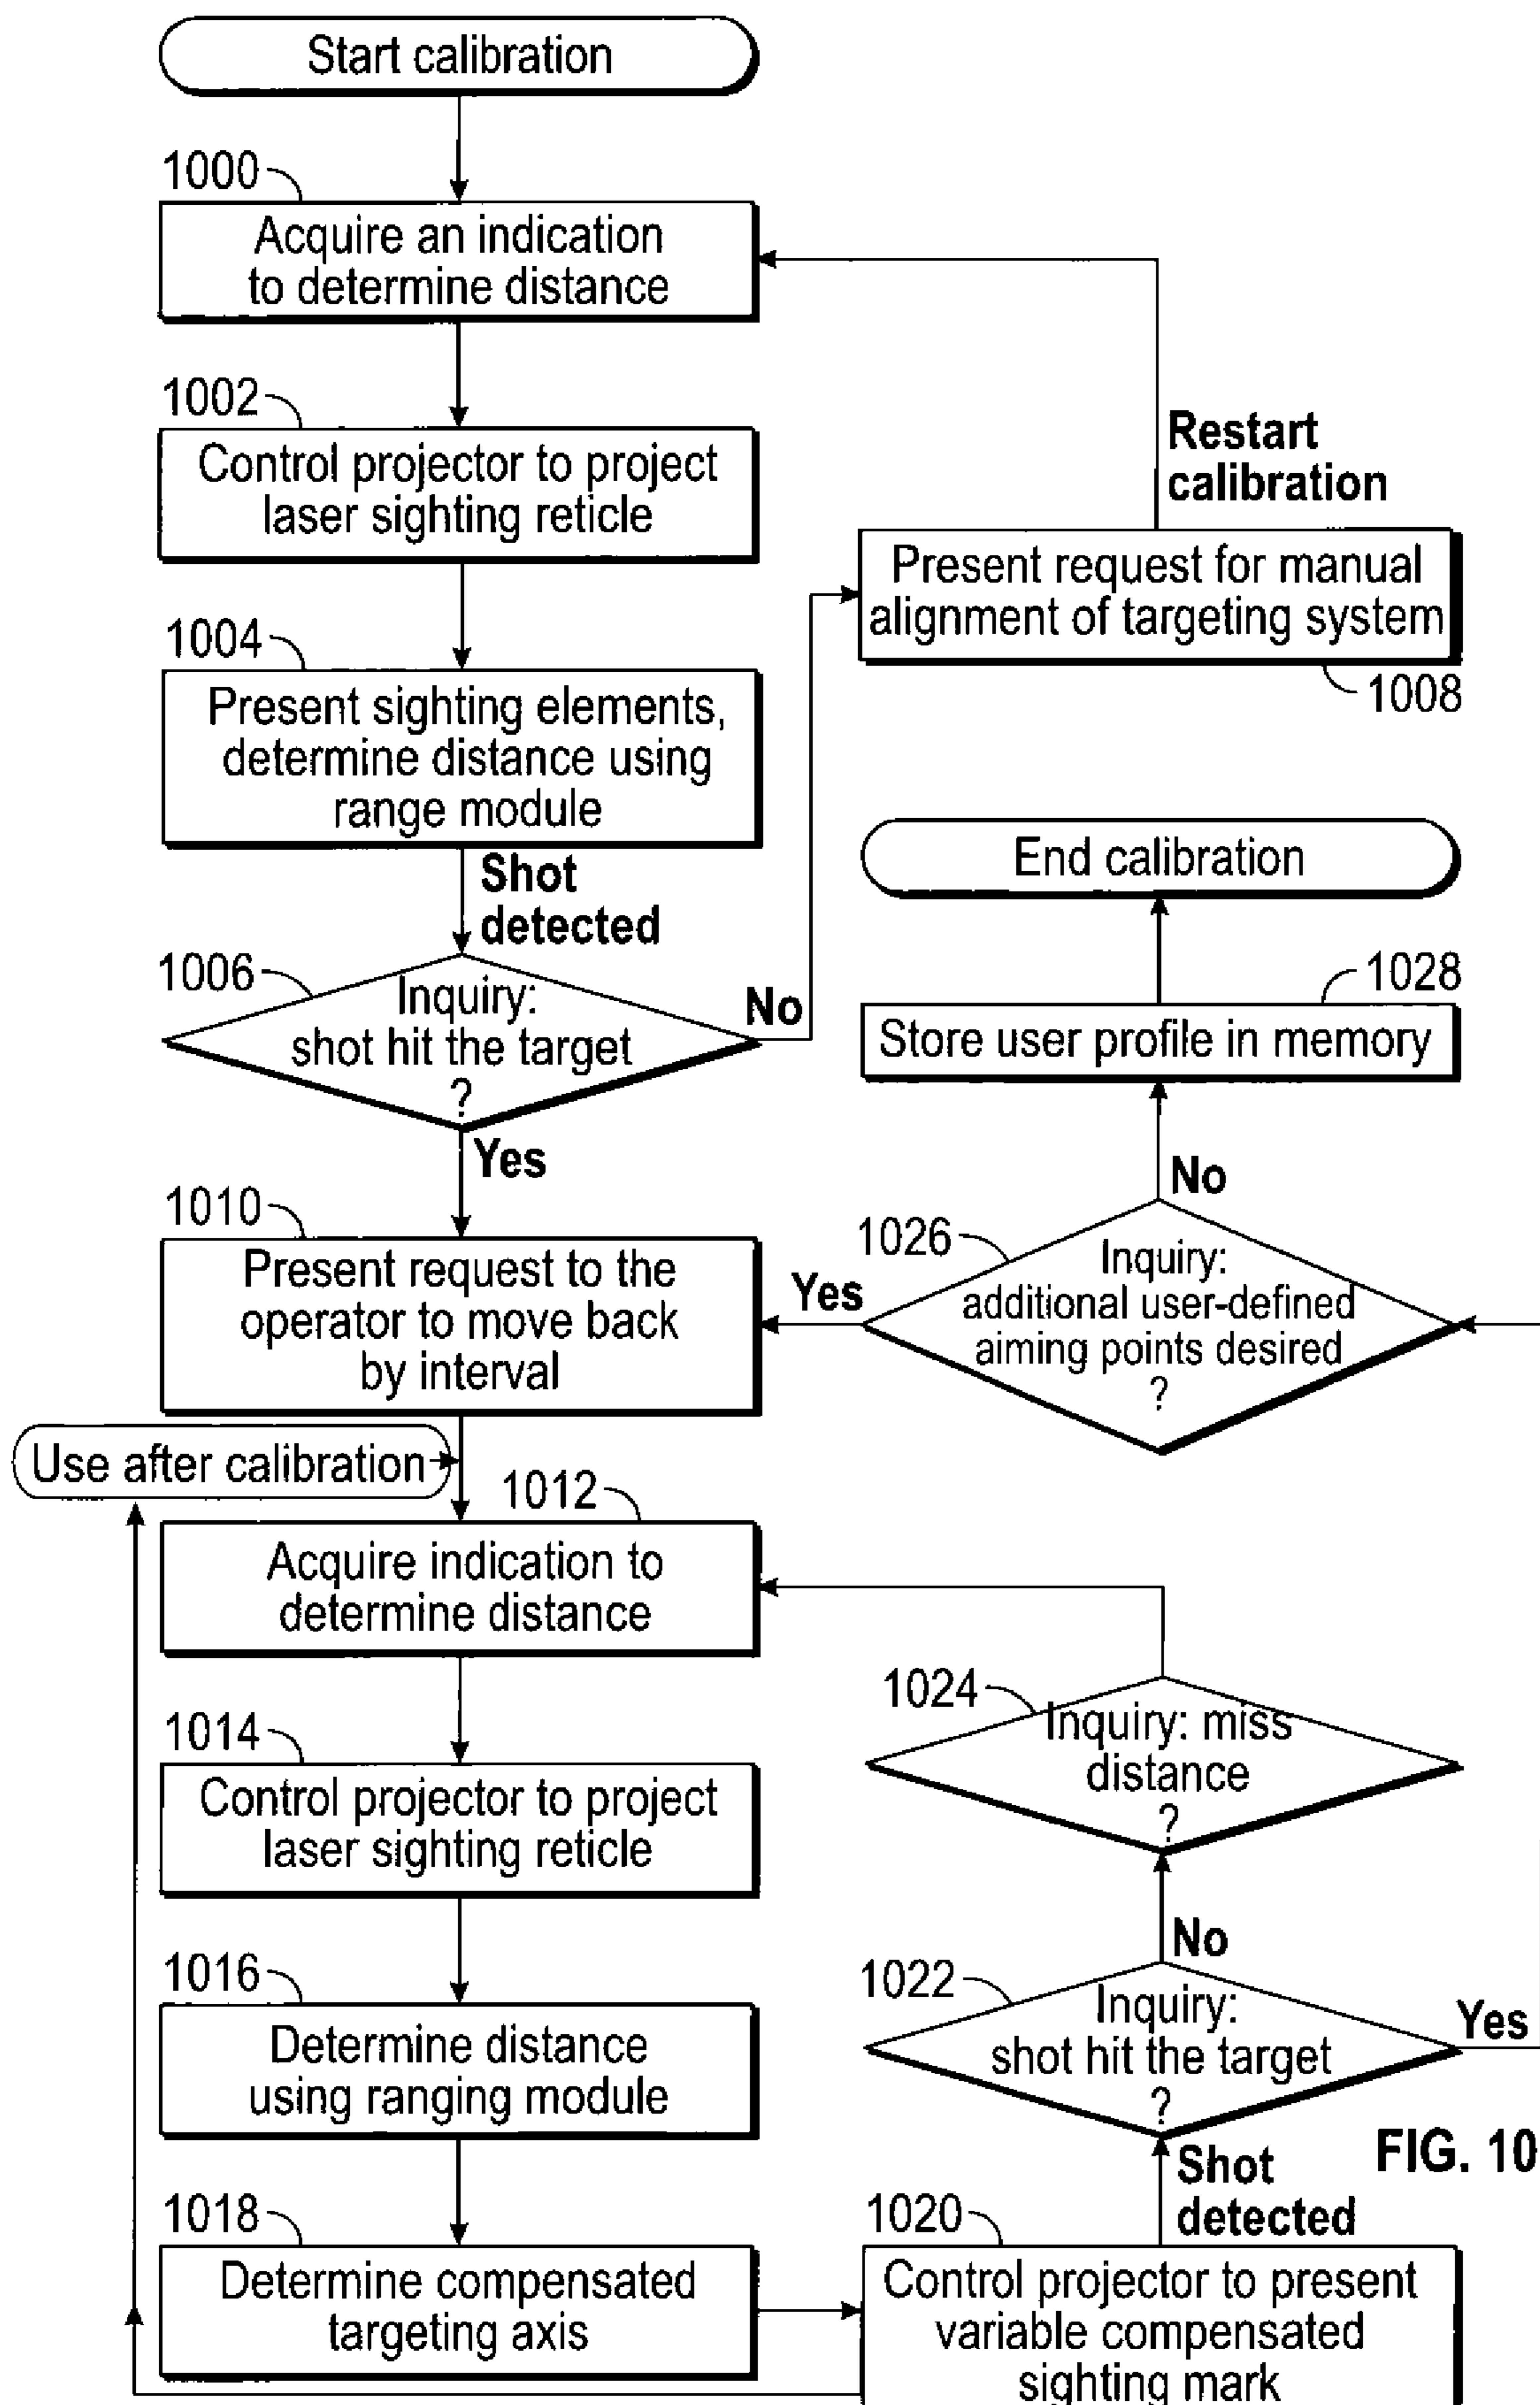 Start calibration
1000
Acquire an indication
to determine distance
1002
Control projector to project
laser sighting reticle
Restart
calibration
Present request for manual
alignment of targeting system
1008
1004
Present sighting elements,
determine distance using
range module
Shot
detected
1006
Inquiry:
shot hit the target
?
No
Yes
End calibration
1028
Store user profile in memory
No
1026
Inquiry:
additional user-defined
aiming points desired
?
Yes
1010
Present request to the
operator to move back
by interval
Use after calibration
1012
Acquire indication to
determine distance
1014
Control projector to project
laser sighting reticle
1016
Determine distance
using ranging module
1018
Determine compensated
targeting axis
1024
Inquiry: miss
distance
?
No
1022
Inquiry:
shot hit the target
?
Yes
FIG. 10
Shot
detected
1020
Control projector to present
variable compensated
sighting mark